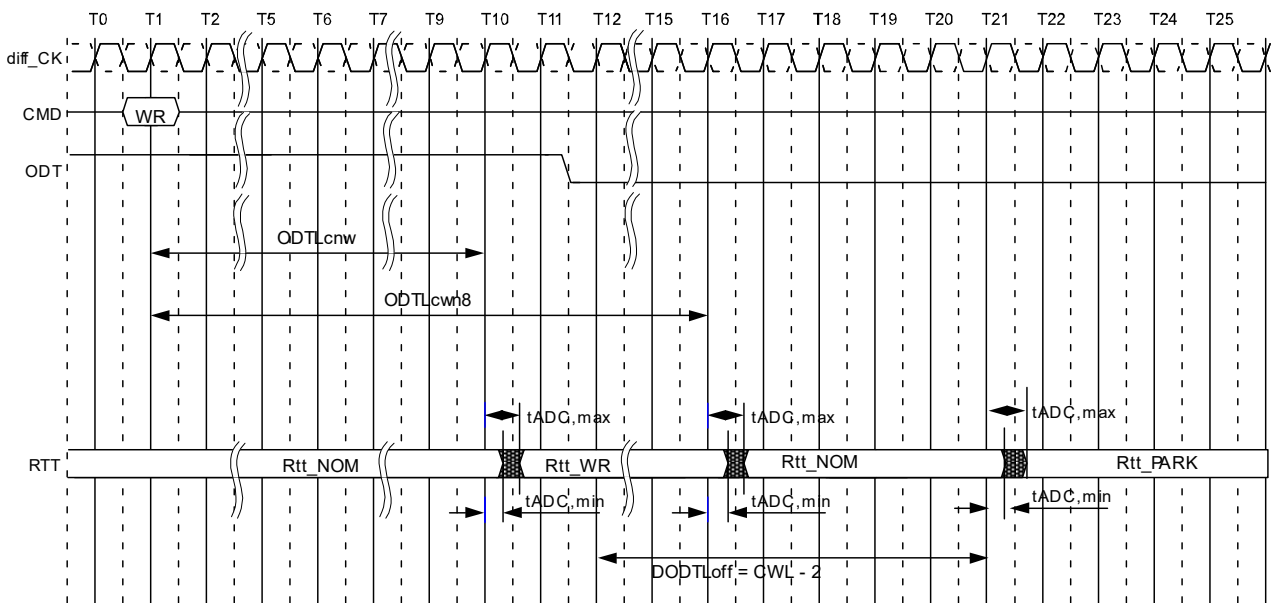 T0 T1 T2 T5 T6 T7 T9 T10 T11 T12 T15 T16 T17 T18 T19 T20 T21 T22 T23 T24 T25
diff_CK
CMD WR
ODT
ODTLcnw
ODTLcwn8
tADC,max tADC,max tADC,max
RTT Rtt_NOM Rtt_WR Rtt_NOM Rtt_PARK
tADC,min tADC,min tADC,min
DODTLoff = CWL - 2